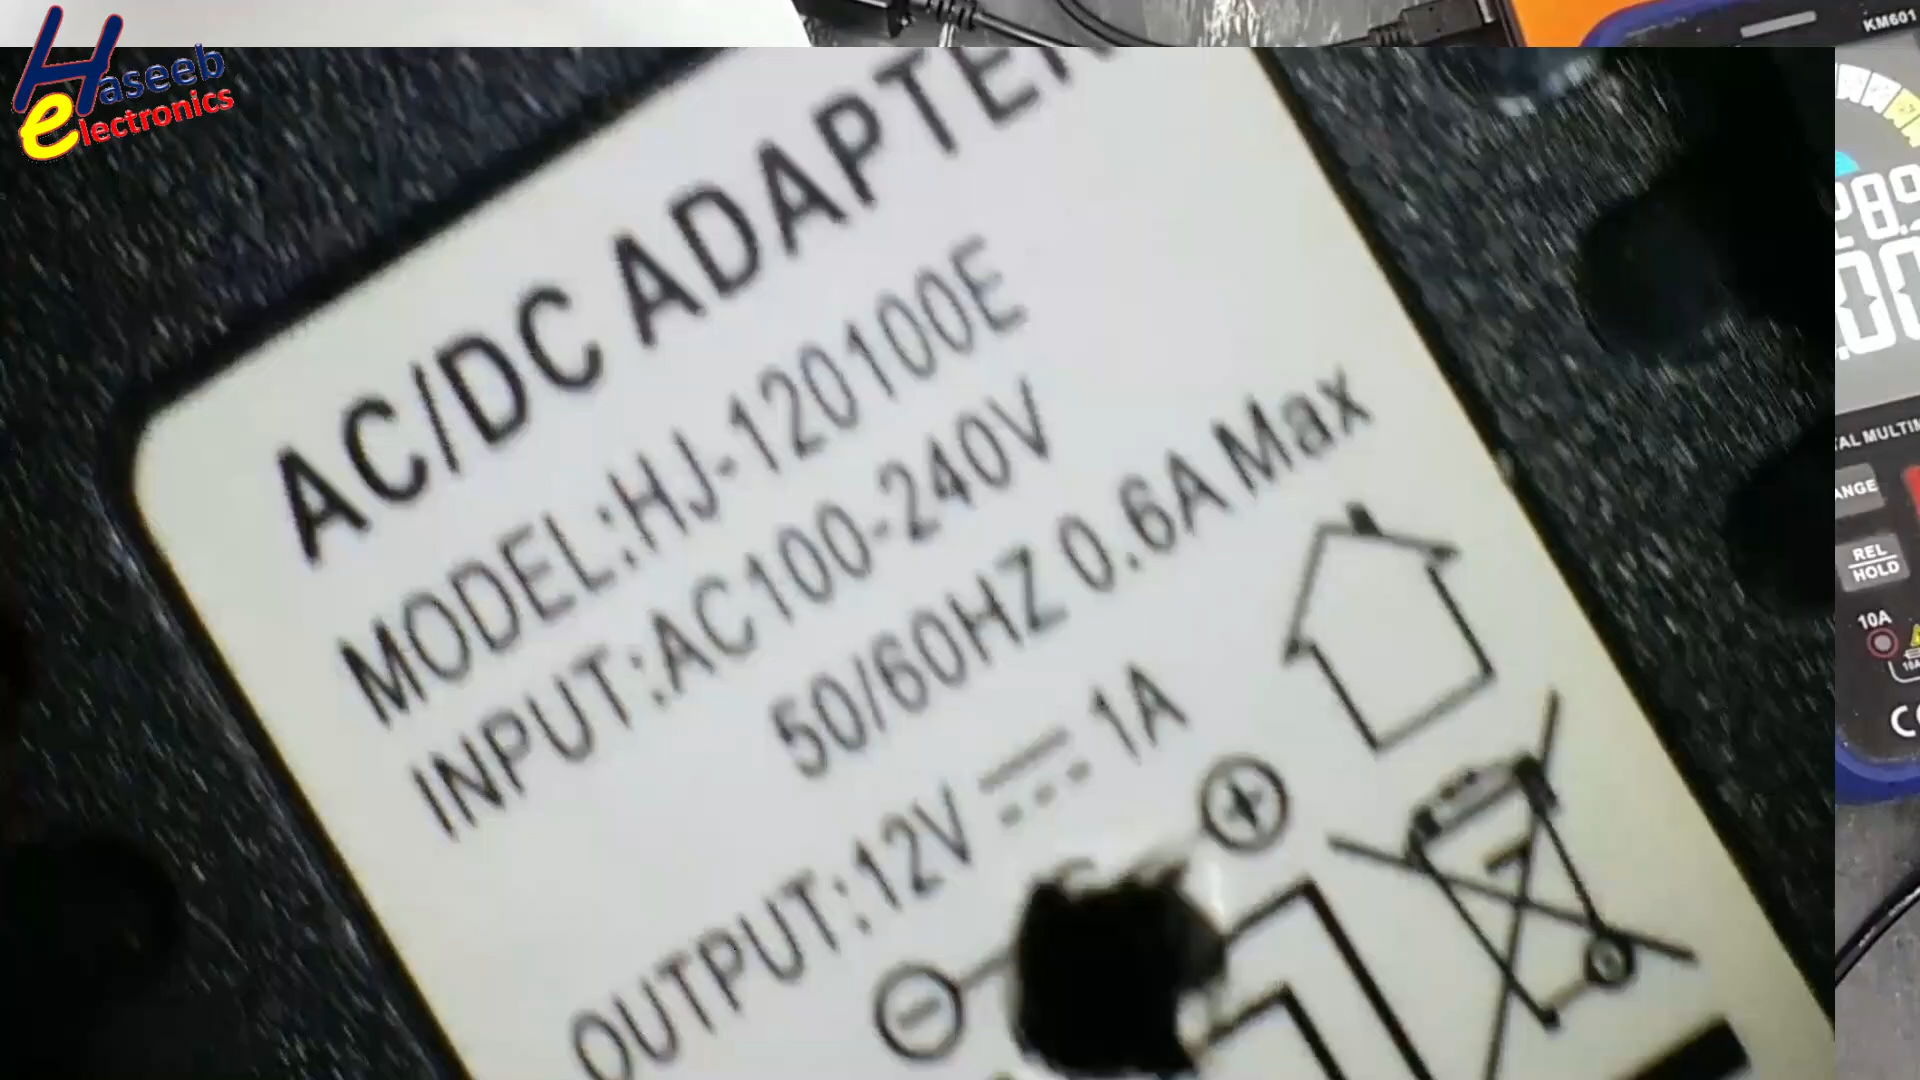 Haseeb
electronics
KM601
AC/DC ADAPTER
MODEL:HJ-120100E
INPUT:AC100-240V
50/60HZ 0.6A Max
OUTPUT:12V ⎓ 1A
REL
HOLD
10A